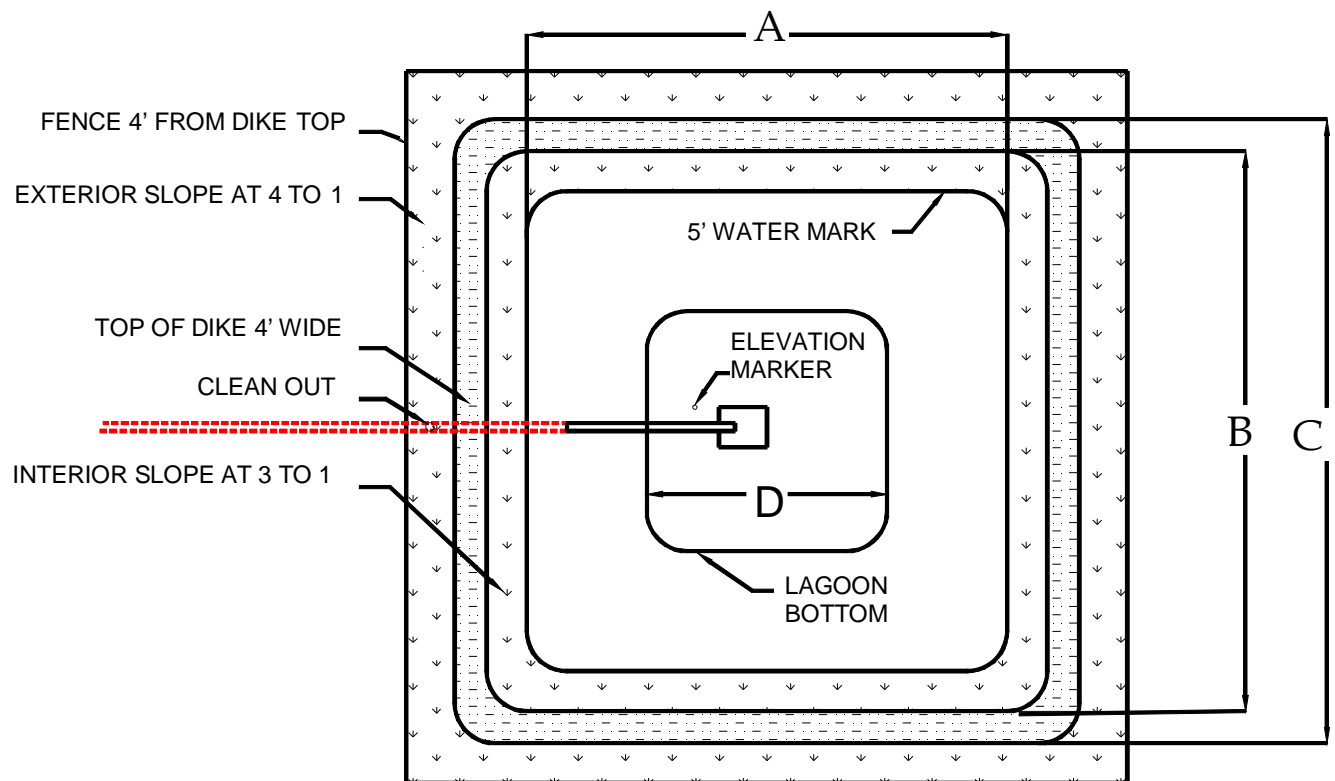 A
FENCE 4’ FROM DIKE TOP
EXTERIOR SLOPE AT 4 TO 1
5’ WATER MARK
TOP OF DIKE 4’ WIDE
ELEVATION
MARKER
CLEAN OUT
B
C
INTERIOR SLOPE AT 3 TO 1
D
LAGOON
BOTTOM